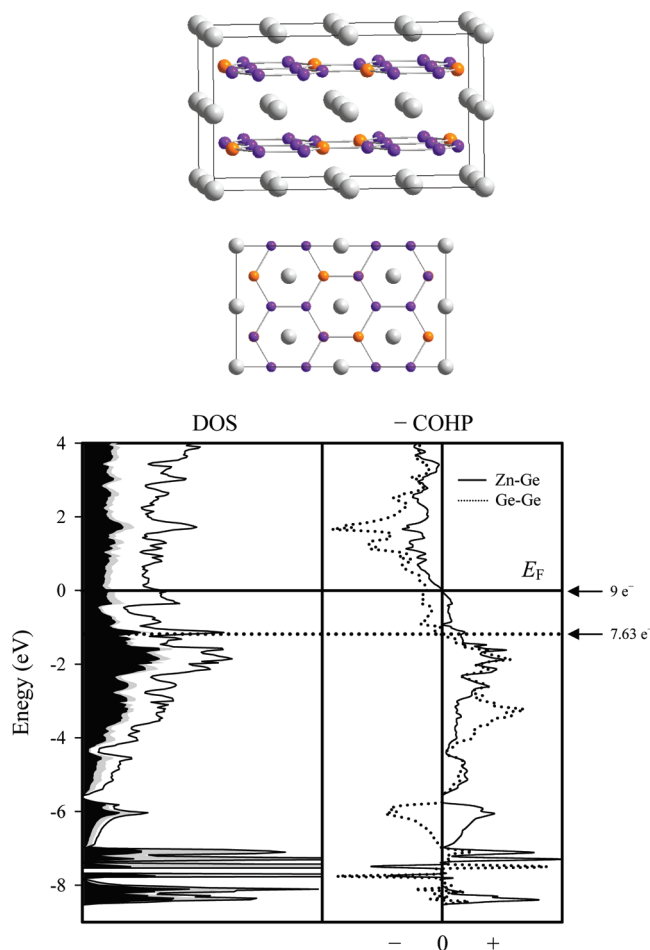 DOS − COHP
4
Zn-Ge
Ge-Ge
2
E_F
0
9 e⁻
7.63 e⁻
-2
Enegy (eV)
-4
-6
-8
− 0 +